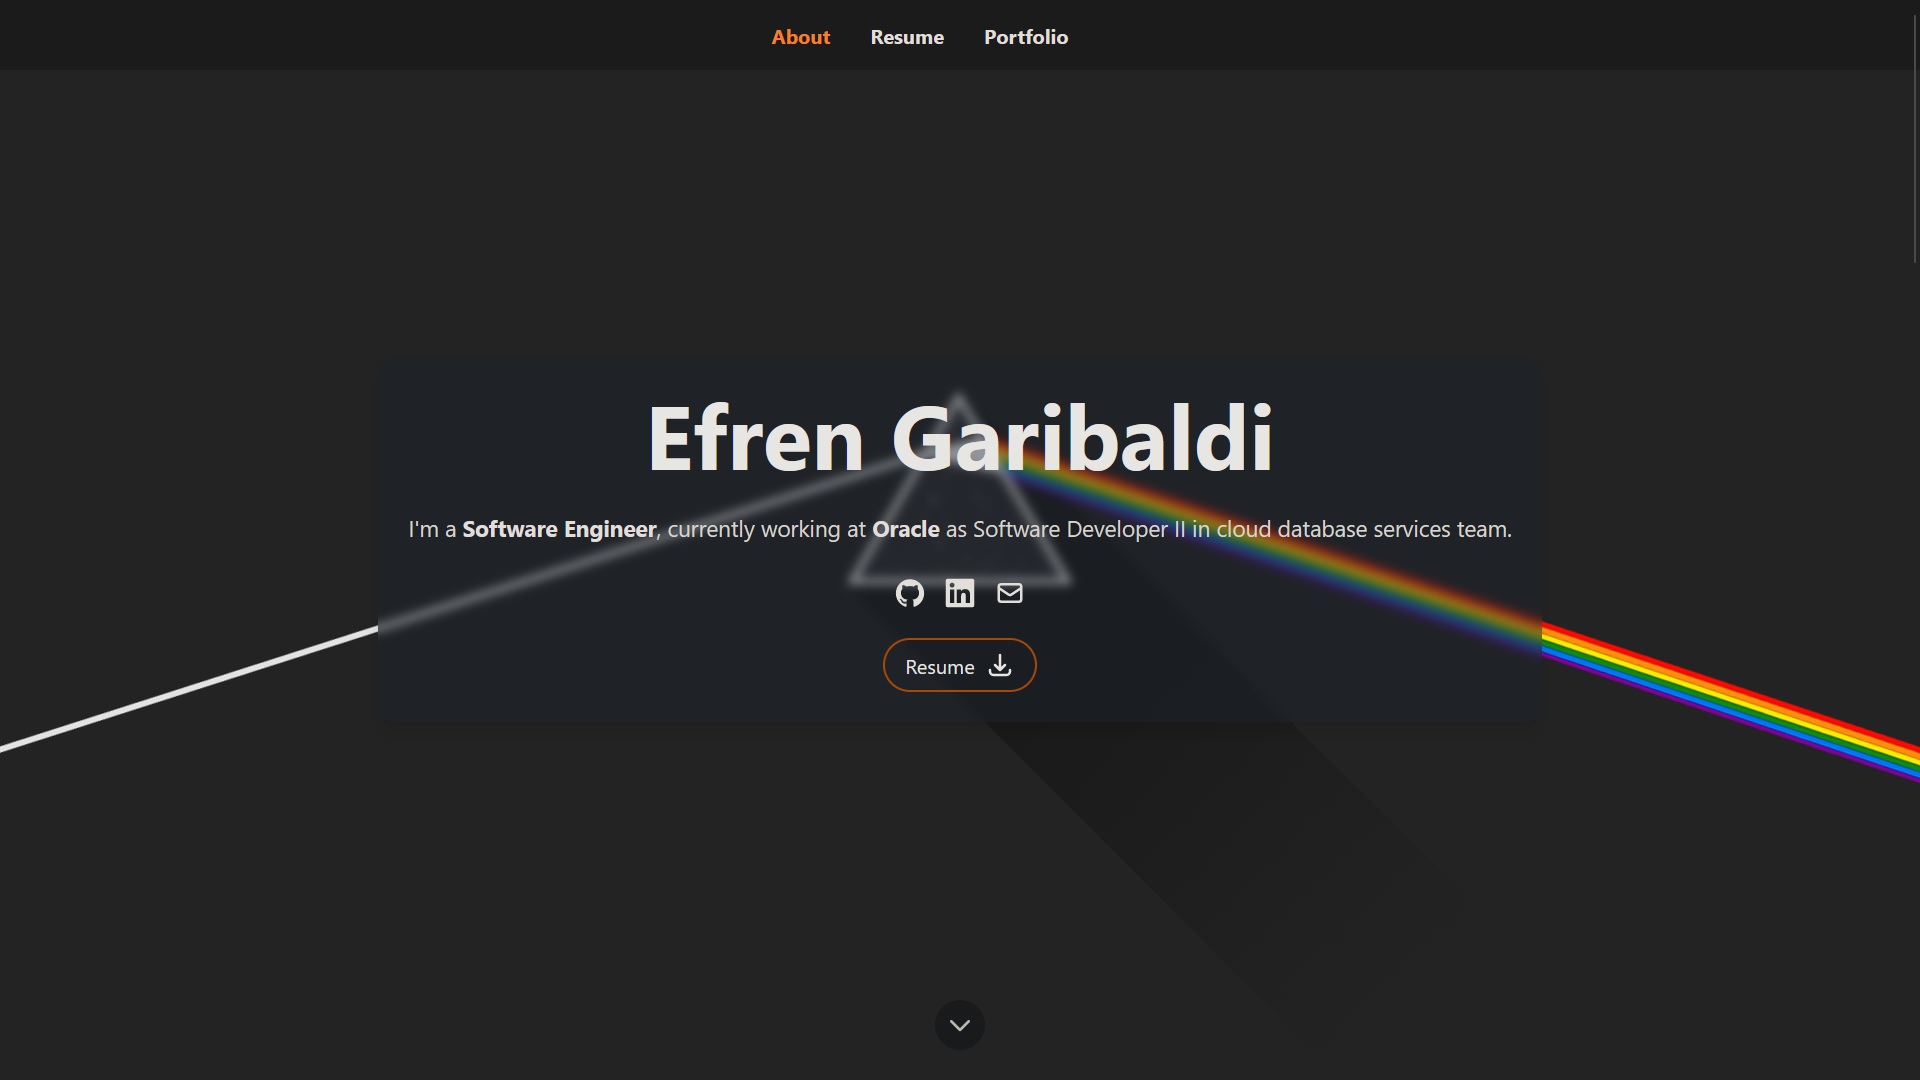 About Resume Portfolio
Efren Garibaldi
I'm a Software Engineer, currently working at Oracle as Software Developer II in cloud database services team.
in
Resume